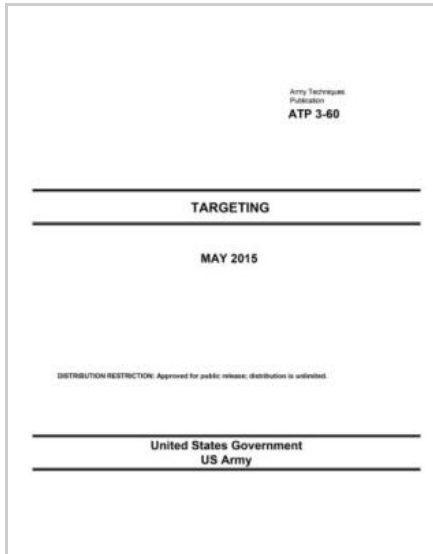 Army Techniques
Publication
ATP 3-60
TARGETING
MAY 2015
DISTRIBUTION RESTRICTION: Approved for public release; distribution is unlimited.
United States Government
US Army